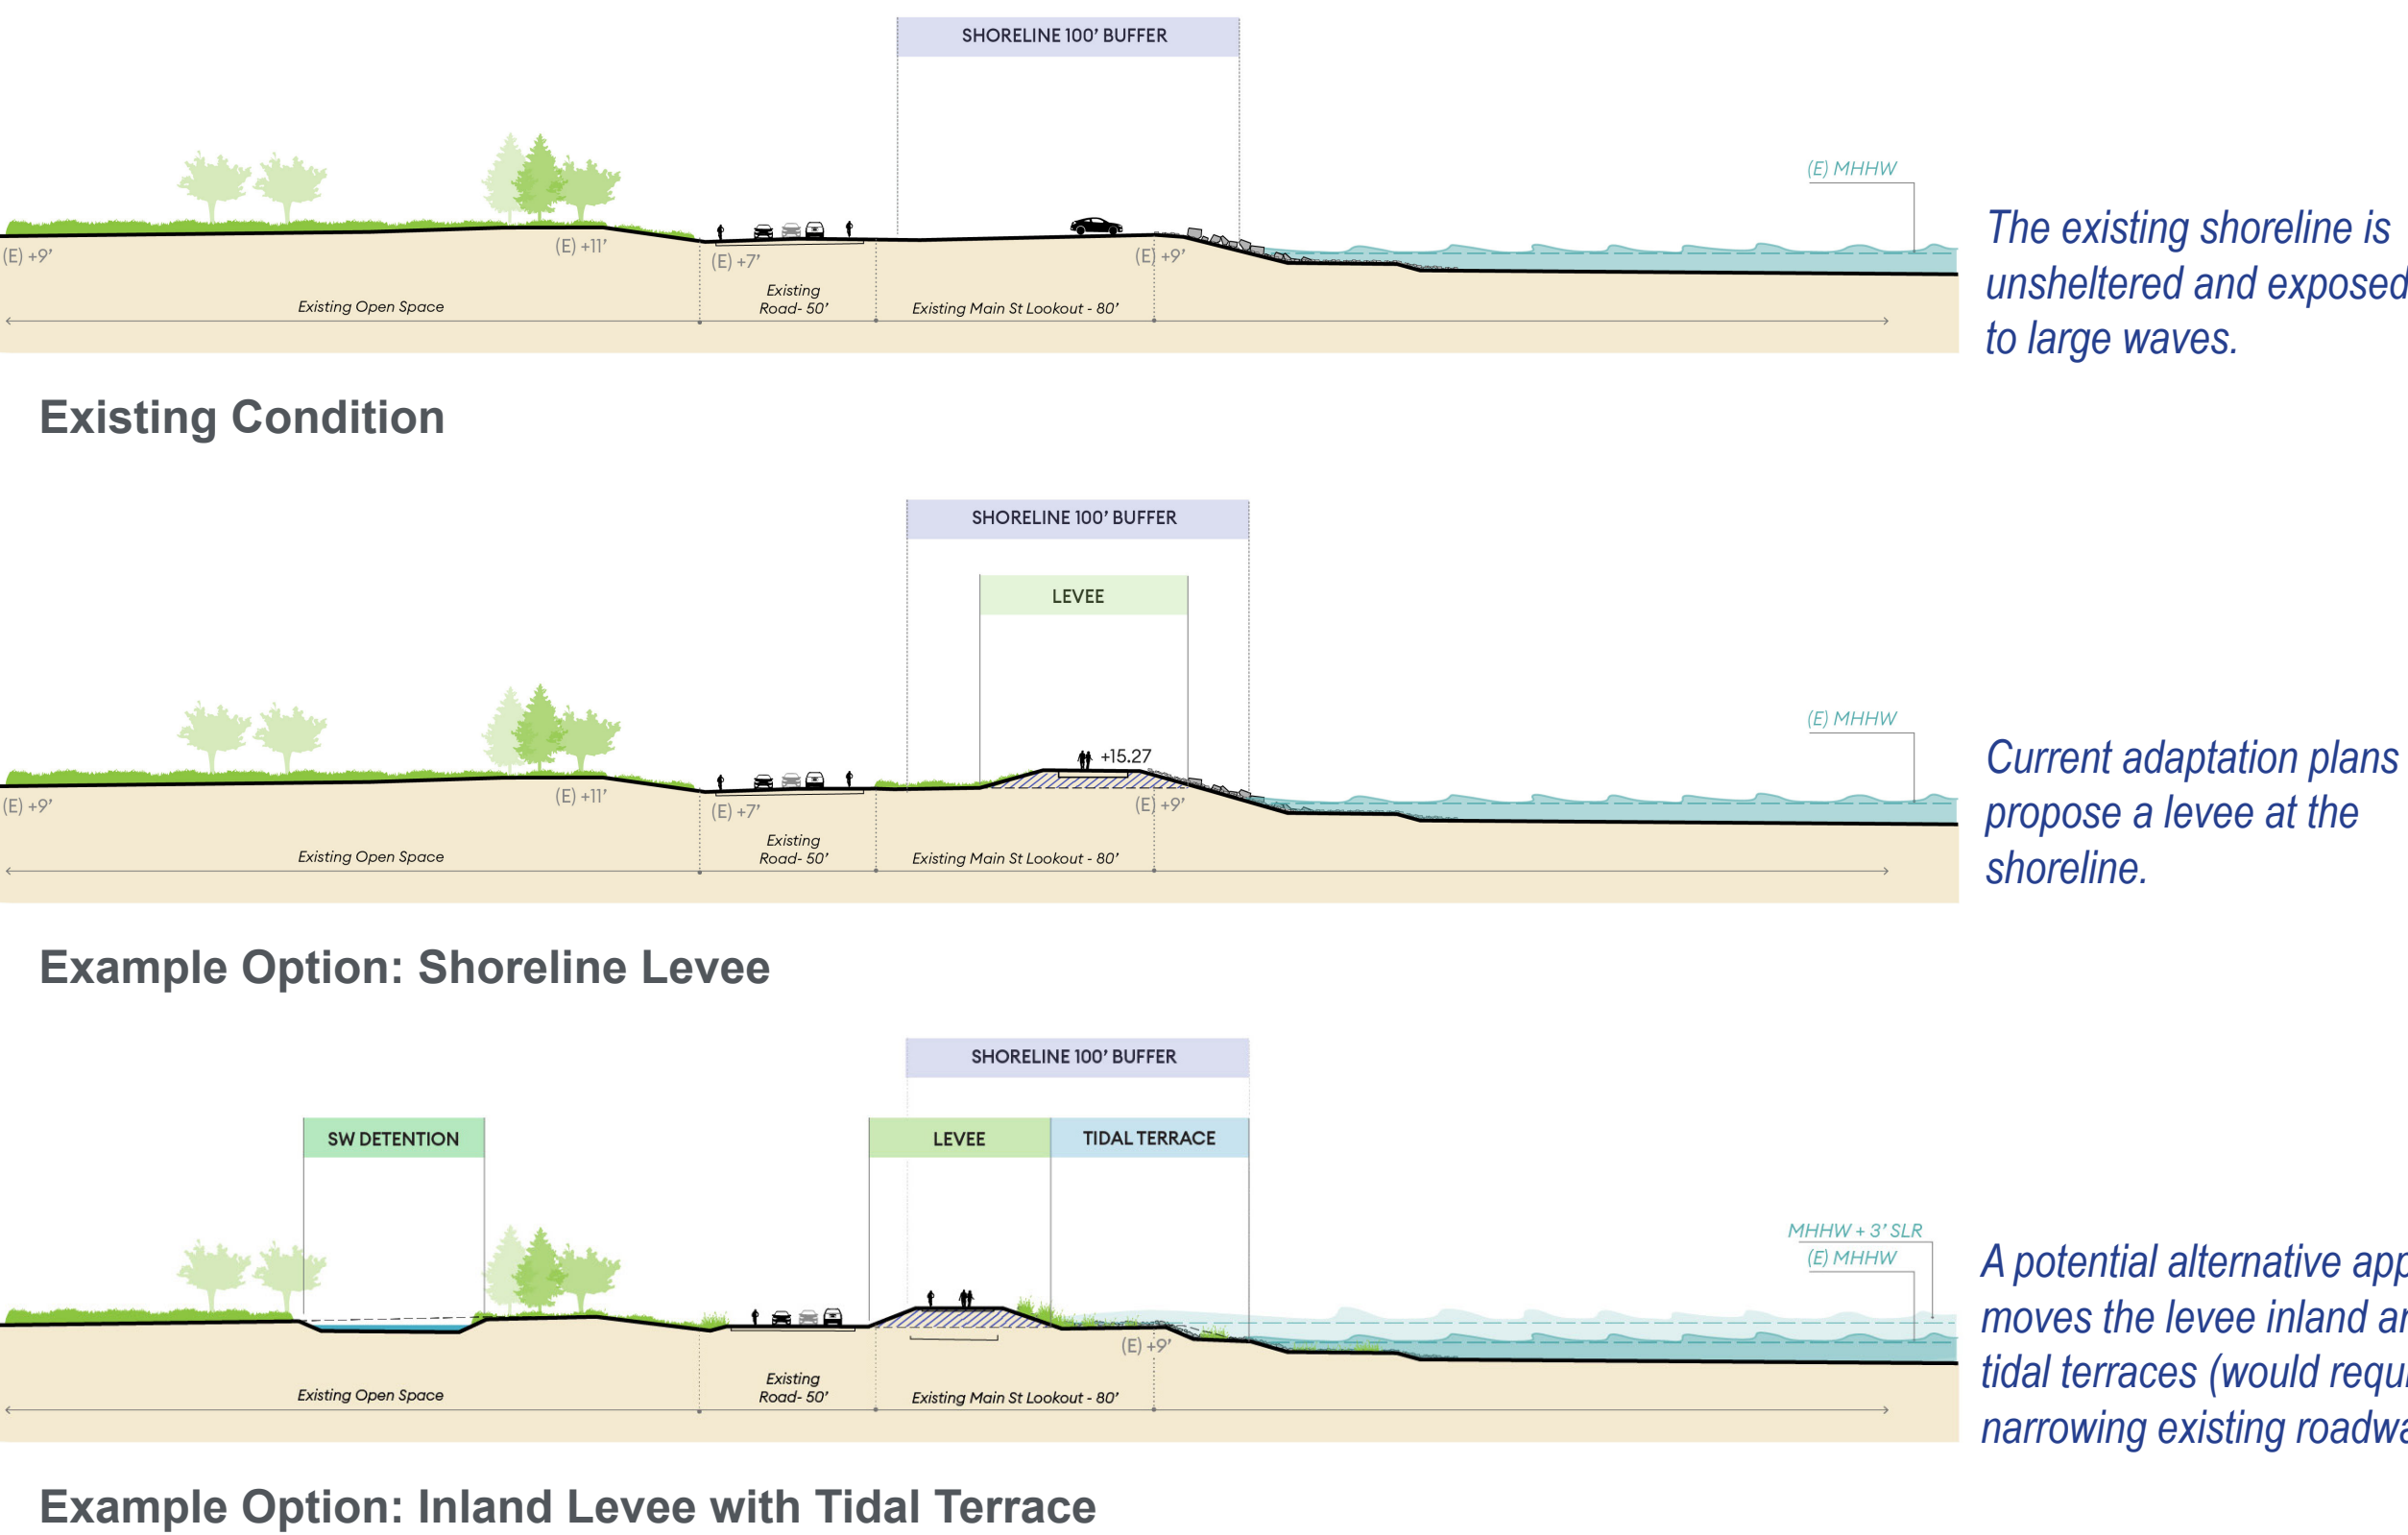 SHORELINE 100’ BUFFER
(E) MHHW
The existing shoreline is
unsheltered and exposed
to large waves.
(E) +9’
(E) +11’
(E) +7’
(E) +9’
Existing Open Space
Existing
Road- 50’
Existing Main St Lookout - 80’
Existing Condition
SHORELINE 100’ BUFFER
LEVEE
(E) MHHW
+15.27
Current adaptation plans
propose a levee at the
shoreline.
(E) +9’
(E) +11’
(E) +7’
(E) +9’
Existing Open Space
Existing
Road- 50’
Existing Main St Lookout - 80’
Example Option: Shoreline Levee
SHORELINE 100’ BUFFER
SW DETENTION
LEVEE
TIDAL TERRACE
MHHW + 3’ SLR
(E) MHHW
A potential alternative
moves the levee inland
tidal terraces (would
narrowing existing
(E) +9’
Existing Open Space
Existing
Road- 50’
Existing Main St Lookout - 80’
Example Option: Inland Levee with Tidal Terrace